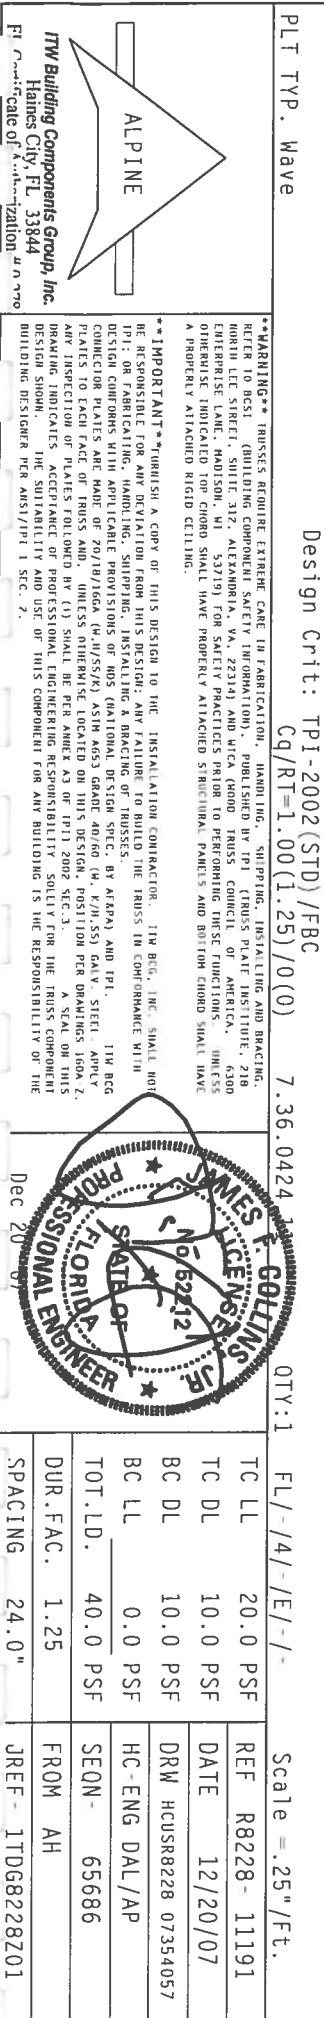 Design Crit: TPI-2002(STD)/FBC
PLT TYP. Wave
Cq/RT=1.00(1.25)/0(0)
7.36.0424
QTY:1
FL/-/4/-/E/-/-
Scale =.25"/Ft.
ALPINE
ITW Building Components Group, Inc.
Haines City, FL 33844
FL Certificate of Authorization # 0 278
**WARNING** TRUSSES REQUIRE EXTREME CARE IN FABRICATION, HANDLING, SHIPPING, INSTALLING AND BRACING.
REFER TO BCSI (BUILDING COMPONENT SAFETY INFORMATION), PUBLISHED BY TPI (TRUSS PLATE INSTITUTE, 218
NORTH LEE STREET, SUITE 312, ALEXANDRIA, VA, 22314) AND WTCA (WOOD TRUSS COUNCIL OF AMERICA, 6300
ENTERPRISE LANE, MADISON, WI 53719) FOR SAFETY PRACTICES PRIOR TO PERFORMING THESE FUNCTIONS. UNLESS
OTHERWISE INDICATED TOP CHORD SHALL HAVE PROPERLY ATTACHED STRUCTURAL PANELS AND BOTTOM CHORD SHALL HAVE
A PROPERLY ATTACHED RIGID CEILING.
**IMPORTANT**FURNISH A COPY OF THIS DESIGN TO THE INSTALLATION CONTRACTOR. ITW BCG, INC. SHALL NOT
BE RESPONSIBLE FOR ANY DEVIATION FROM THIS DESIGN; ANY FAILURE TO BUILD THE TRUSS IN CONFORMANCE WITH
TPI; OR FABRICATING, HANDLING, SHIPPING, INSTALLING & BRACING OF TRUSSES.
DESIGN CONFORMS WITH APPLICABLE PROVISIONS OF NDS (NATIONAL DESIGN SPEC, BY AF&PA) AND TPI. ITW BCG
CONNECTOR PLATES ARE MADE OF 20/18/16GA (W.H/SS/K) ASTM A653 GRADE 40/60 (W. K/H.SS) GALV. STEEL. APPLY
PLATES TO EACH FACE OF TRUSS AND, UNLESS OTHERWISE LOCATED ON THIS DESIGN, POSITION PER DRAWINGS 160A-Z.
ANY INSPECTION OF PLATES FOLLOWED BY (I) SHALL BE PER ANNEX A3 OF TPI1 2002 SEC.3. A SEAL ON THIS
DRAWING INDICATES ACCEPTANCE OF PROFESSIONAL ENGINEERING RESPONSIBILITY SOLELY FOR THE TRUSS COMPONENT
DESIGN SHOWN. THE SUITABILITY AND USE OF THIS COMPONENT FOR ANY BUILDING IS THE RESPONSIBILITY OF THE
BUILDING DESIGNER PER ANSI/TPI 1 SEC. 2.
JAMES F. COLLINS JR.
LICENSE
No. 52212
STATE OF
FLORIDA
PROFESSIONAL ENGINEER
Dec 20
TC LL 20.0 PSF
TC DL 10.0 PSF
BC DL 10.0 PSF
BC LL 0.0 PSF
TOT.LD. 40.0 PSF
DUR.FAC. 1.25
SPACING 24.0"
REF R8228- 11191
DATE 12/20/07
DRW HCUSR8228 07354057
HC-ENG DAL/AP
SEQN- 65686
FROM AH
JREF- 1TDG8228Z01